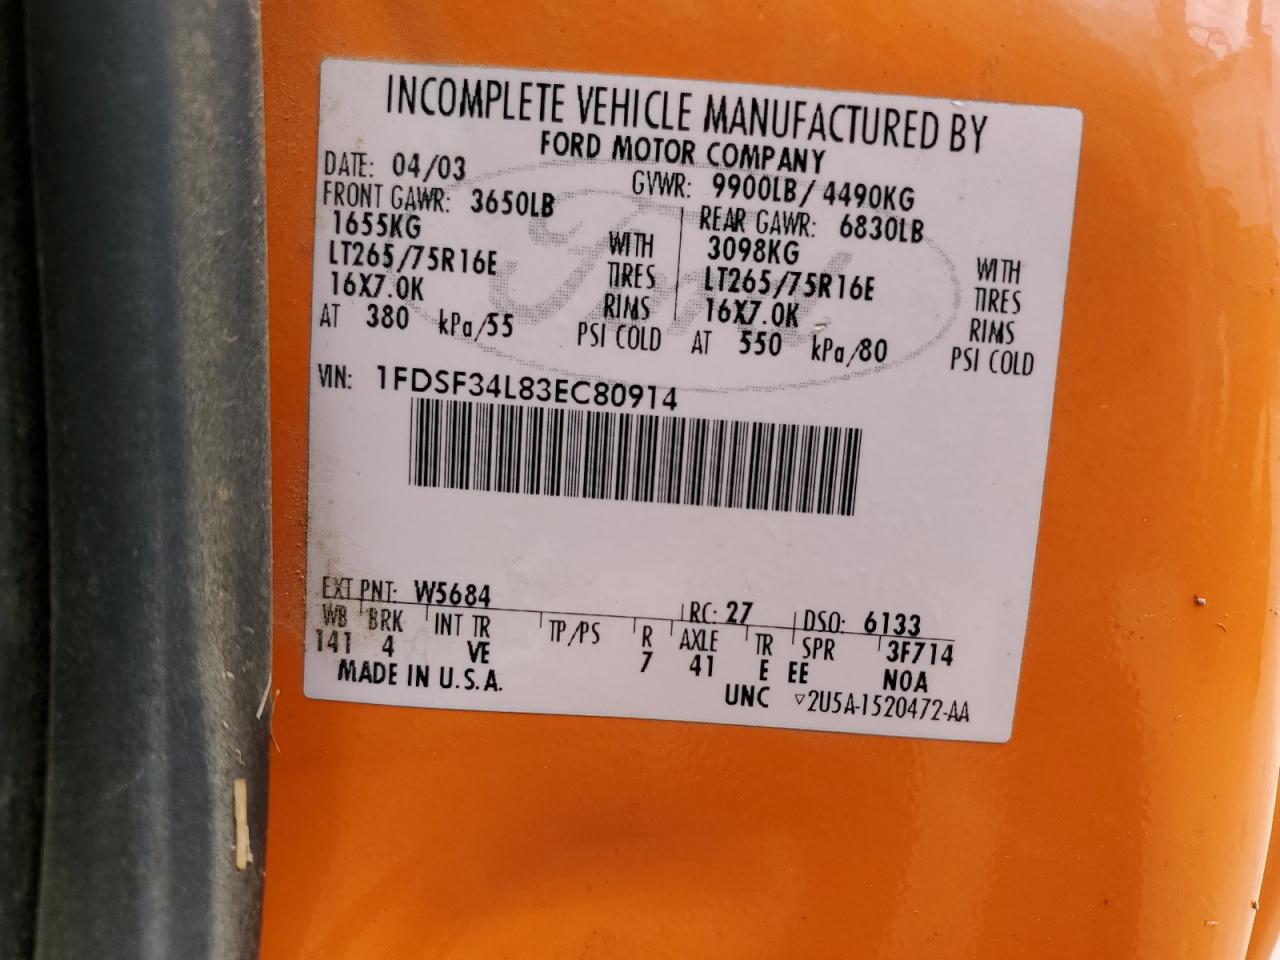 INCOMPLETE VEHICLE MANUFACTURED BY
FORD MOTOR COMPANY
DATE: 04/03 GVWR: 9900LB / 4490KG
FRONT GAWR: 3650LB REAR GAWR: 6830LB
1655KG WITH 3098KG WITH
LT265/75R16E TIRES LT265/75R16E TIRES
16X7.0K RIMS 16X7.0K RIMS
AT 380 kPa/55 PSI COLD AT 550 kPa/80 PSI COLD
Ford
VIN: 1FDSF34L83EC80914
EXT PNT: W5684 RC: 27 DSO: 6133
WB BRK INT TR TP/PS R AXLE TR SPR 3F714
141 4 VE 7 41 E EE N0A
MADE IN U.S.A. UNC ▽2U5A-1520472-AA